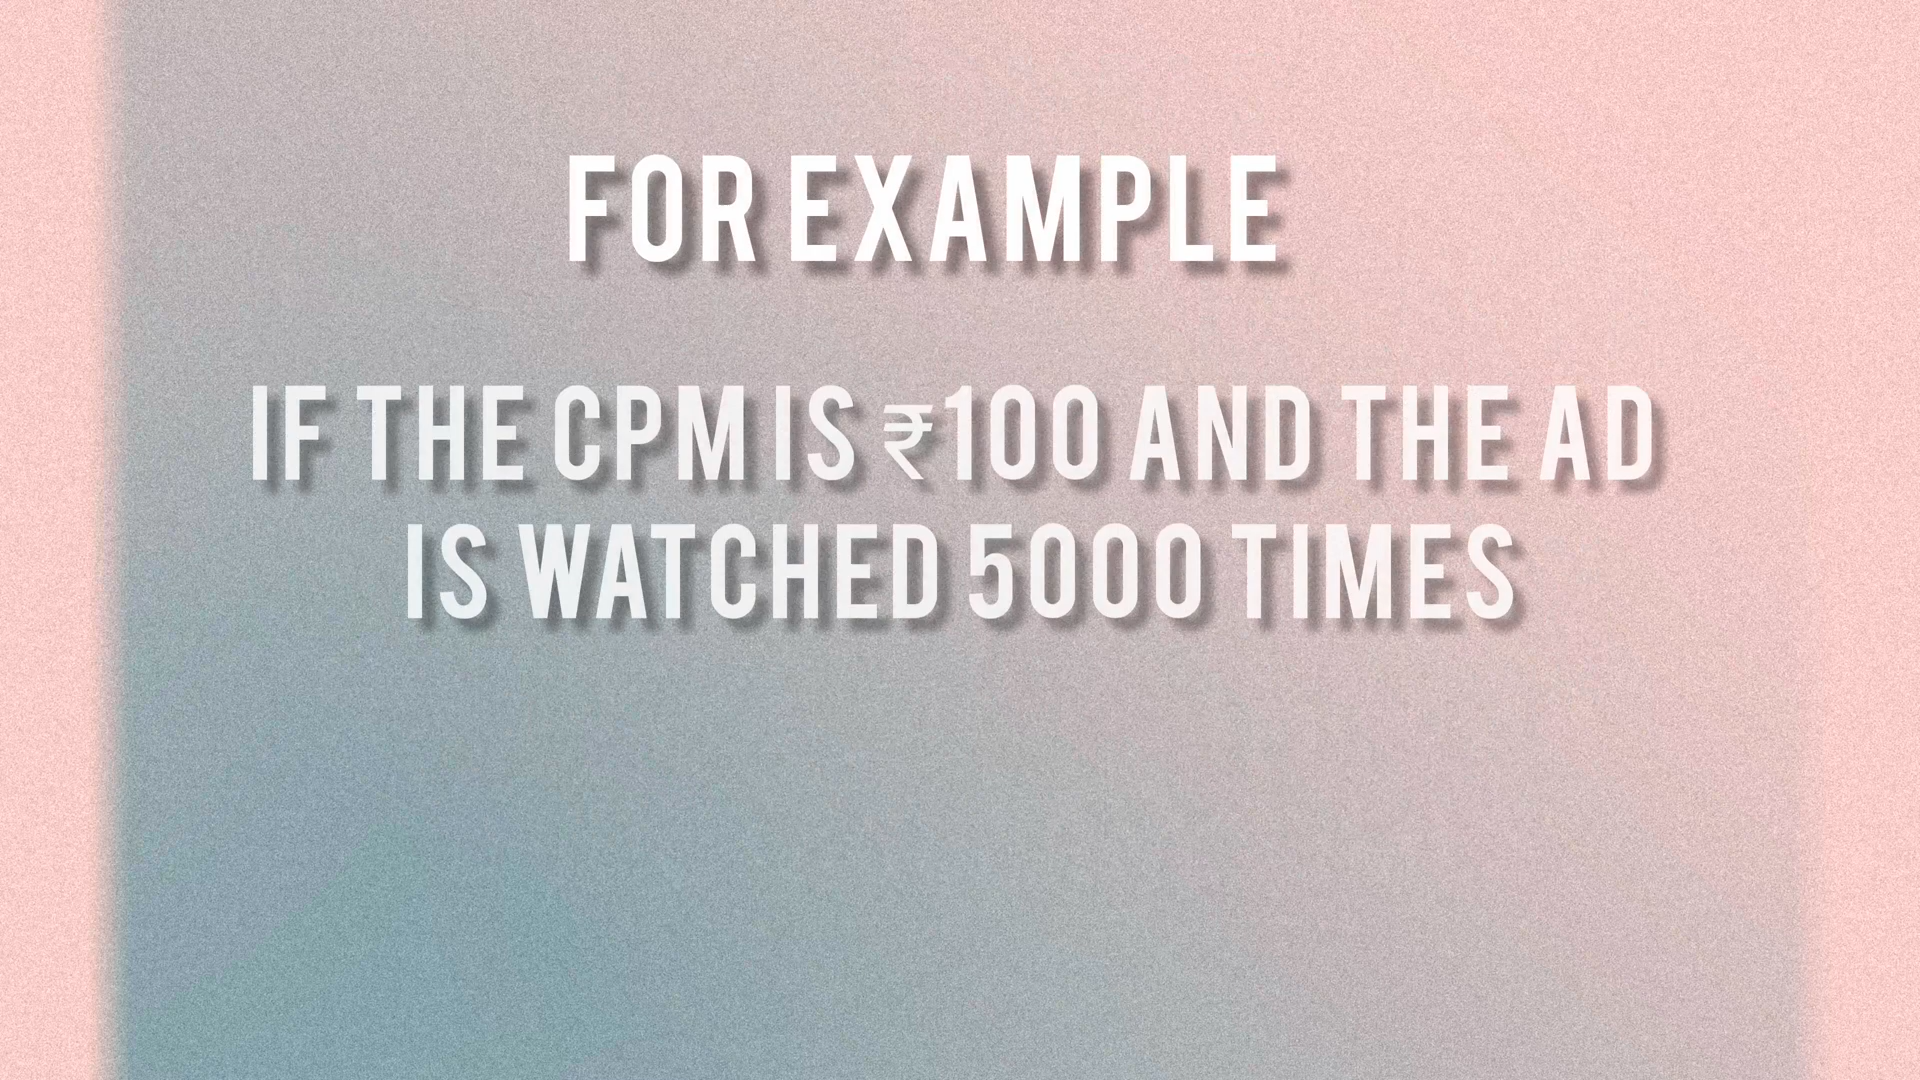 FOR EXAMPLE
IF THE CPM IS ₹100 AND THE AD
IS WATCHED 5000 TIMES